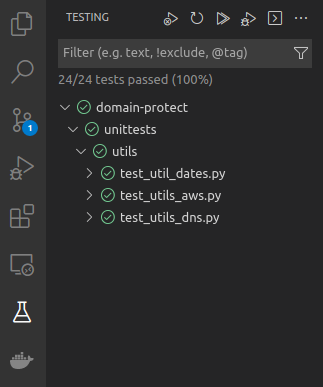 TESTING
Filter (e.g. text, !exclude, @tag)
24/24 tests passed (100%)
domain-protect
unittests
utils
test_util_dates.py
test_utils_aws.py
test_utils_dns.py
1